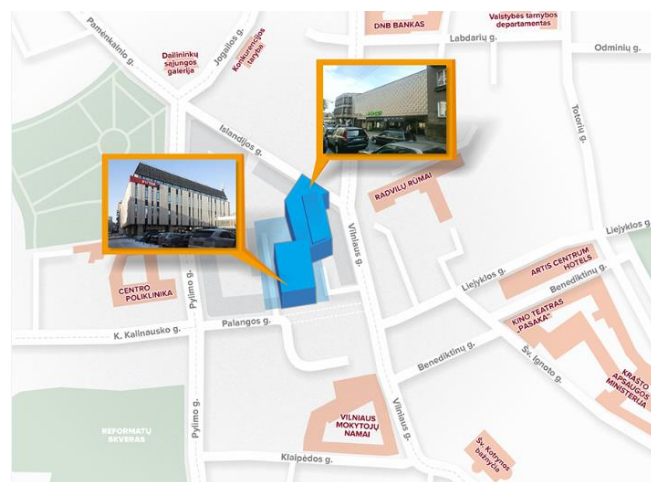 DNB BANKAS
Valstybės tarnybos
departamentas
Labdarių g.
Odminių g.
Pamėnkalnio g.
Jogailos g.
Dailininkų
sąjungos
galerija
Konkurencijos
taryba
Islandijos g.
Totorių g.
RADVILŲ RŪMAI
Vilniaus g.
Liejyklos g.
ARTIS CENTRUM
HOTELS
Benediktinų g.
Liejyklos g.
CENTRO
POLIKLINIKA
Pylimo g.
K. Kalinausko g.
Palangos g.
KINO TEATRAS
„PASAKA”
Šv. Ignoto g.
KRAŠTO
APSAUGOS
MINISTERIJA
Benediktinų g.
REFORMATŲ
SKVERAS
Pylimo g.
VILNIAUS
MOKYTOJŲ
NAMAI
Vilniaus g.
Klaipėdos g.
Šv. Kotrynos
bažnyčia